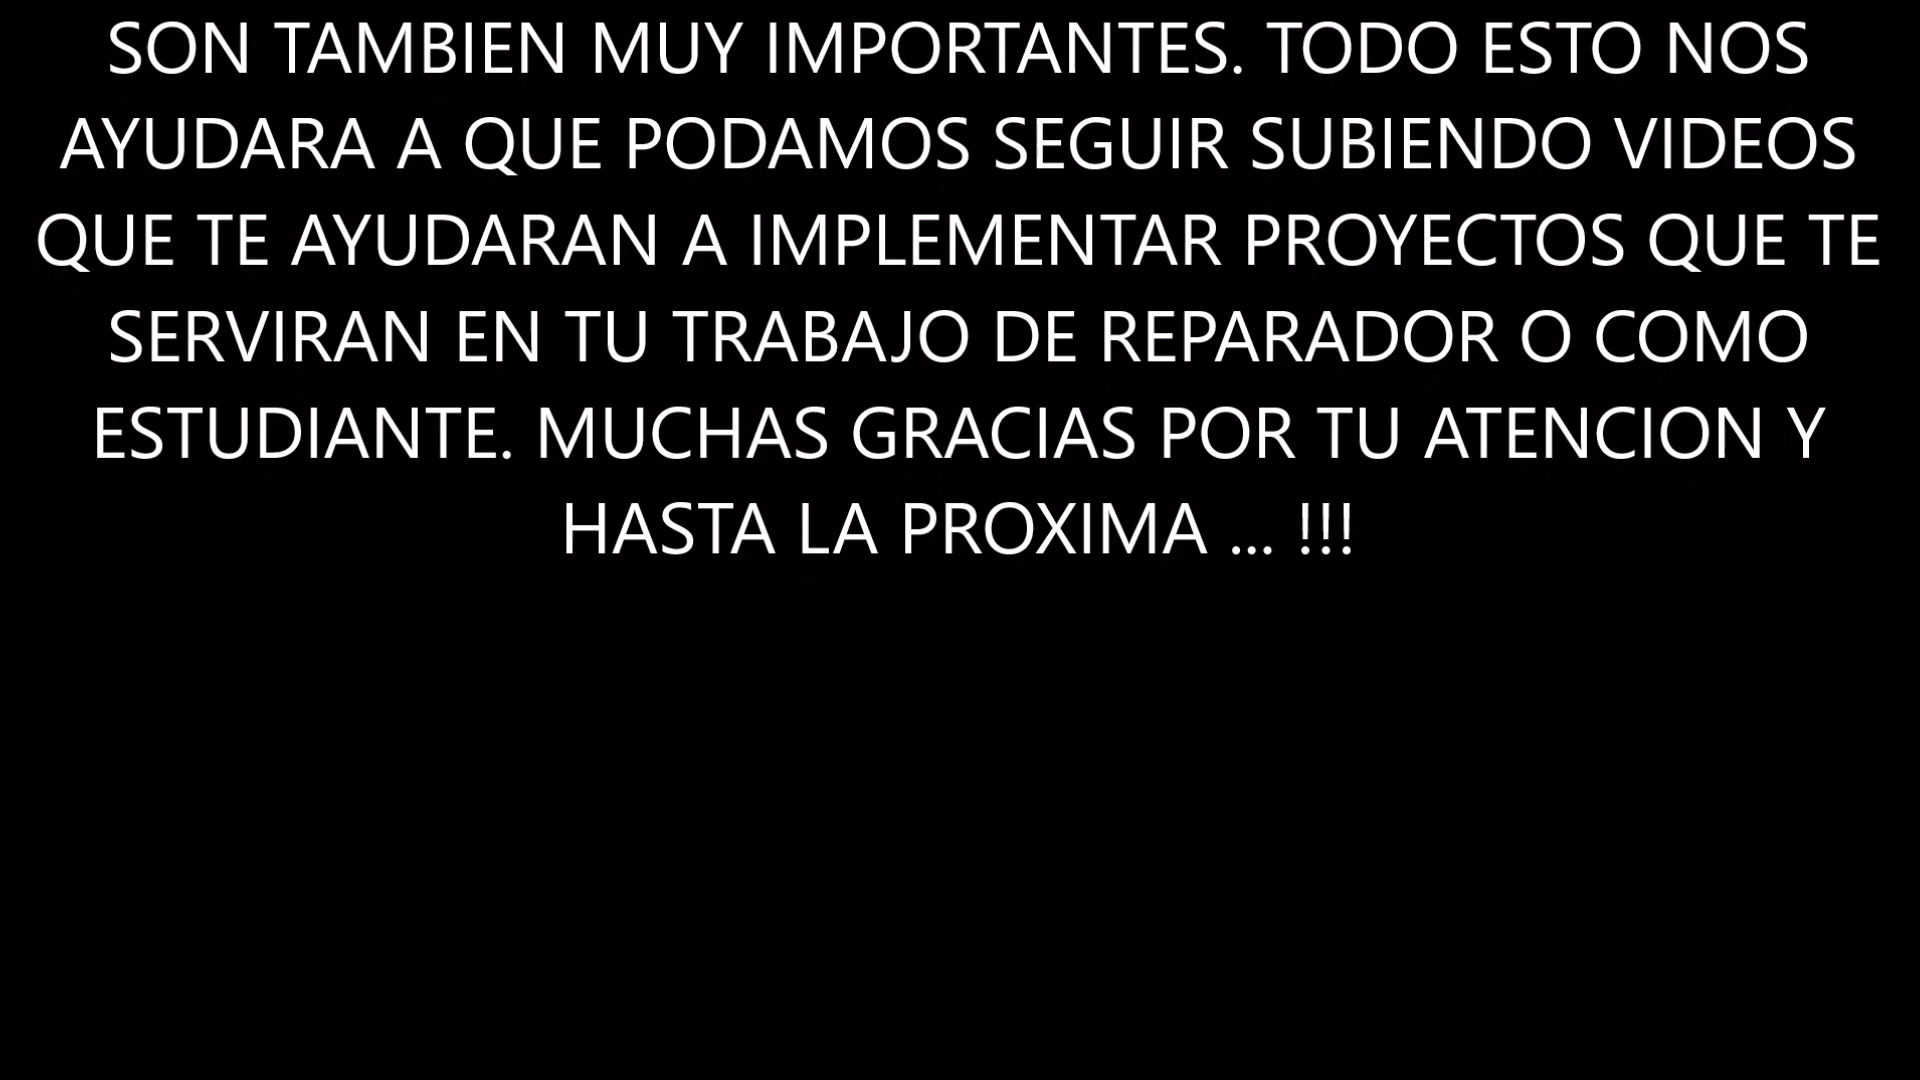 SON TAMBIEN MUY IMPORTANTES. TODO ESTO NOS
AYUDARA A QUE PODAMOS SEGUIR SUBIENDO VIDEOS
QUE TE AYUDARAN A IMPLEMENTAR PROYECTOS QUE TE
SERVIRAN EN TU TRABAJO DE REPARADOR O COMO
ESTUDIANTE. MUCHAS GRACIAS POR TU ATENCION Y
HASTA LA PROXIMA ... !!!